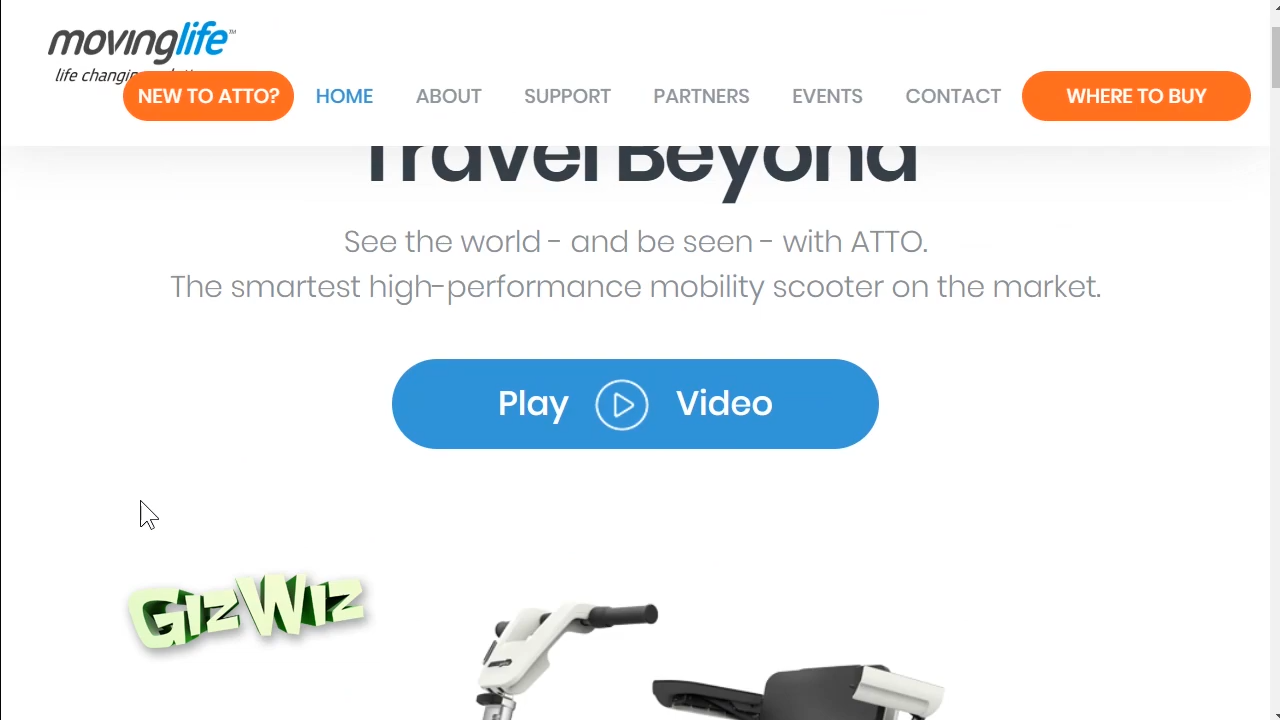 movinglife™
life changing
NEW TO ATTO?
HOME
ABOUT
SUPPORT
PARTNERS
EVENTS
CONTACT
WHERE TO BUY
Travel Beyond
See the world - and be seen - with ATTO.
The smartest high-performance mobility scooter on the market.
Play Video
GIZWIZ